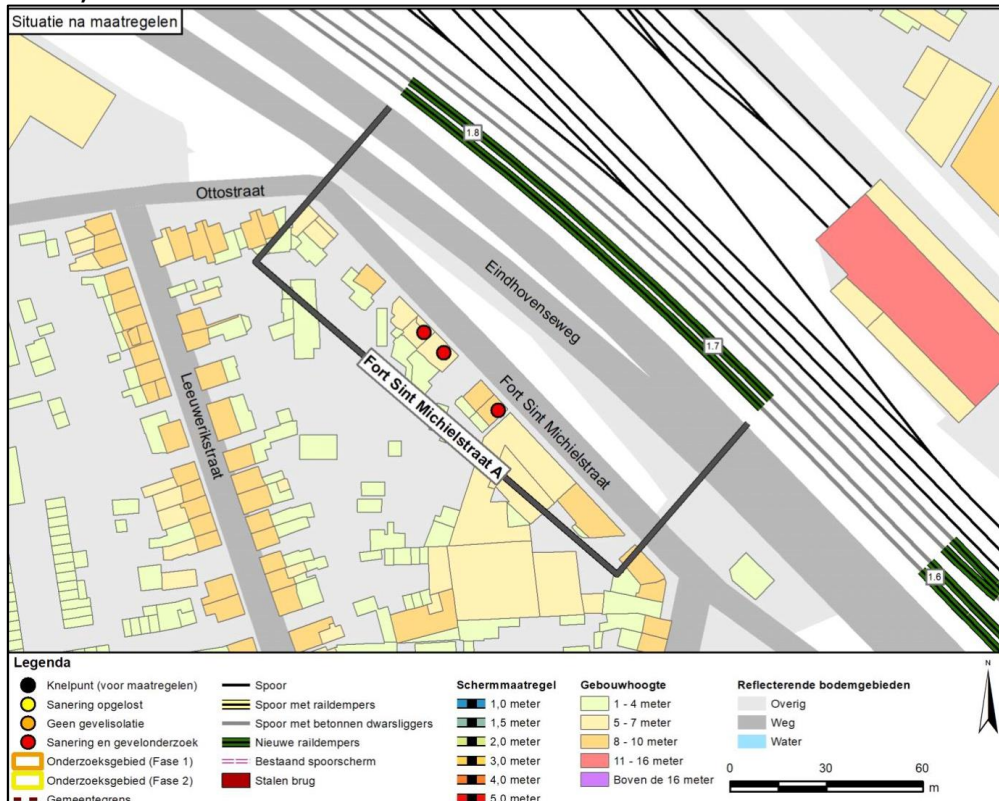 Situatie na maatregelen
1.8
Ottostraat
Eindhovenseweg
1.7
Fort Sint Michielstraat A
Fort Sint Michielstraat
Leeuwerikstraat
1.6
Legenda
Knelpunt (voor maatregelen)
Sanering opgelost
Geen gevelisolatie
Sanering en gevelonderzoek
Onderzoeksgebied (Fase 1)
Onderzoeksgebied (Fase 2)
Gemeentegrens
Spoor
Spoor met raildempers
Spoor met betonnen dwarsliggers
Nieuwe raildempers
Bestaand spoorscherm
Stalen brug
Schermmaatregel
1,0 meter
1,5 meter
2,0 meter
3,0 meter
4,0 meter
5,0 meter
Gebouwhoogte
1 - 4 meter
5 - 7 meter
8 - 10 meter
11 - 16 meter
Boven de 16 meter
Reflecterende bodemgebieden
Overig
Weg
Water
N
0 30 60
m